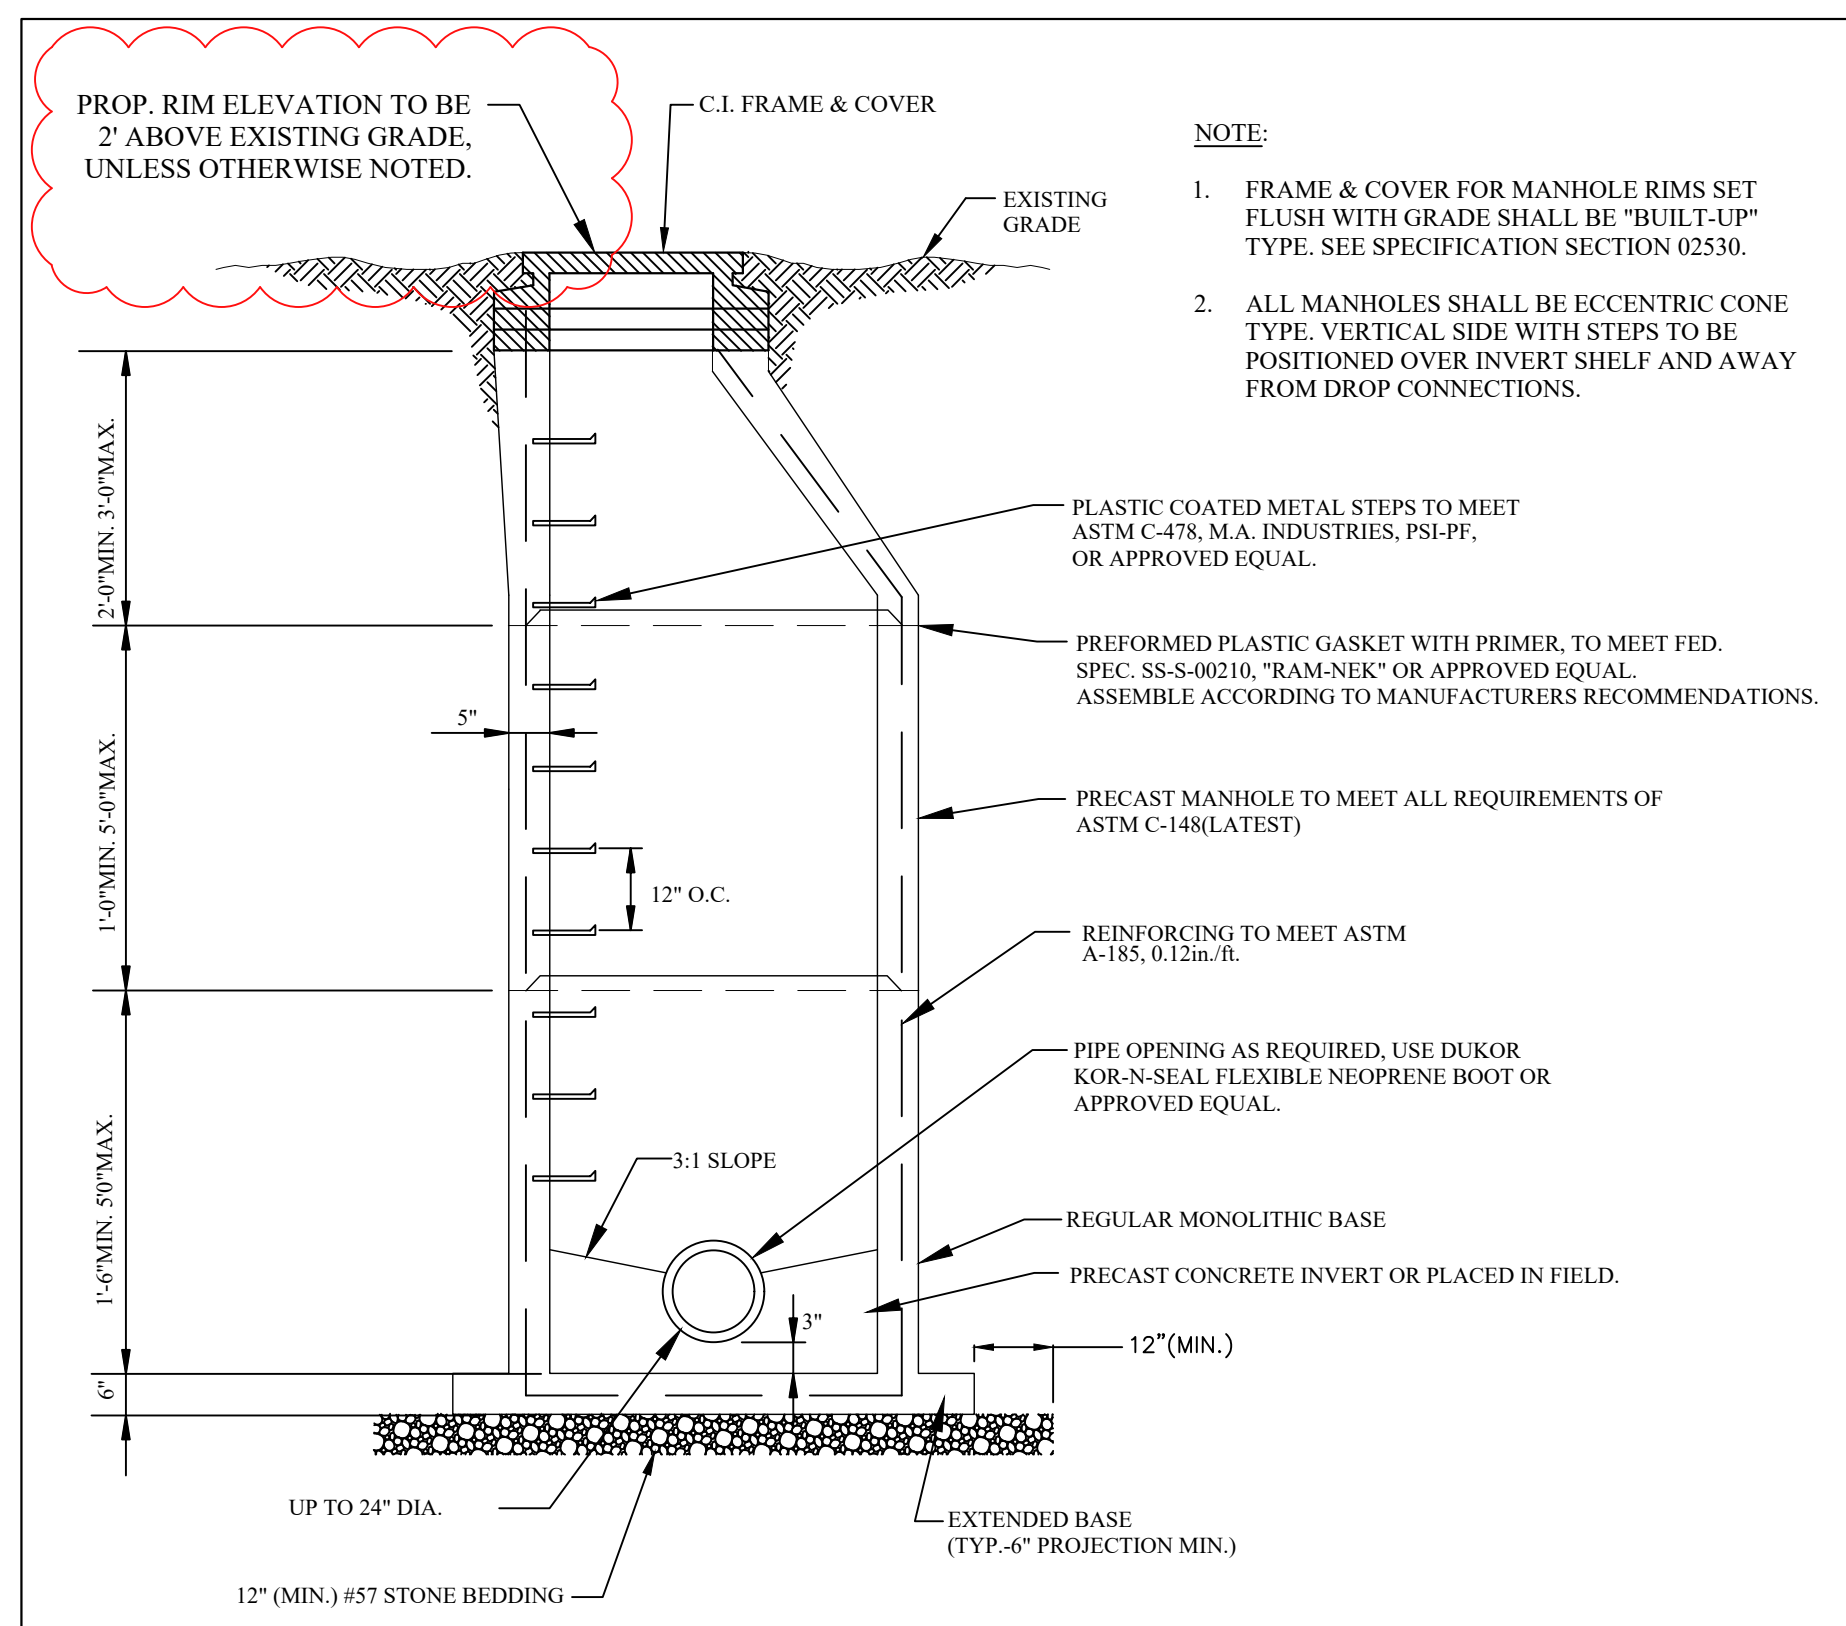 PROP. RIM ELEVATION TO BE
2' ABOVE EXISTING GRADE,
UNLESS OTHERWISE NOTED.
C.I. FRAME & COVER
EXISTING
GRADE
NOTE:
1. FRAME & COVER FOR MANHOLE RIMS SET
FLUSH WITH GRADE SHALL BE "BUILT-UP"
TYPE. SEE SPECIFICATION SECTION 02530.
2. ALL MANHOLES SHALL BE ECCENTRIC CONE
TYPE. VERTICAL SIDE WITH STEPS TO BE
POSITIONED OVER INVERT SHELF AND AWAY
FROM DROP CONNECTIONS.
2'-0"MIN. 3'-0"MAX.
PLASTIC COATED METAL STEPS TO MEET
ASTM C-478, M.A. INDUSTRIES, PSI-PF,
OR APPROVED EQUAL.
PREFORMED PLASTIC GASKET WITH PRIMER, TO MEET FED.
SPEC. SS-S-00210, "RAM-NEK" OR APPROVED EQUAL.
ASSEMBLE ACCORDING TO MANUFACTURERS RECOMMENDATIONS.
5"
1'-0"MIN. 5'-0"MAX.
PRECAST MANHOLE TO MEET ALL REQUIREMENTS OF
ASTM C-148(LATEST)
12" O.C.
REINFORCING TO MEET ASTM
A-185, 0.12in./ft.
PIPE OPENING AS REQUIRED, USE DUKOR
KOR-N-SEAL FLEXIBLE NEOPRENE BOOT OR
APPROVED EQUAL.
1'-6"MIN. 5'0"MAX.
3:1 SLOPE
REGULAR MONOLITHIC BASE
PRECAST CONCRETE INVERT OR PLACED IN FIELD.
3"
12"(MIN.)
6"
UP TO 24" DIA.
EXTENDED BASE
(TYP.-6" PROJECTION MIN.)
12" (MIN.) #57 STONE BEDDING